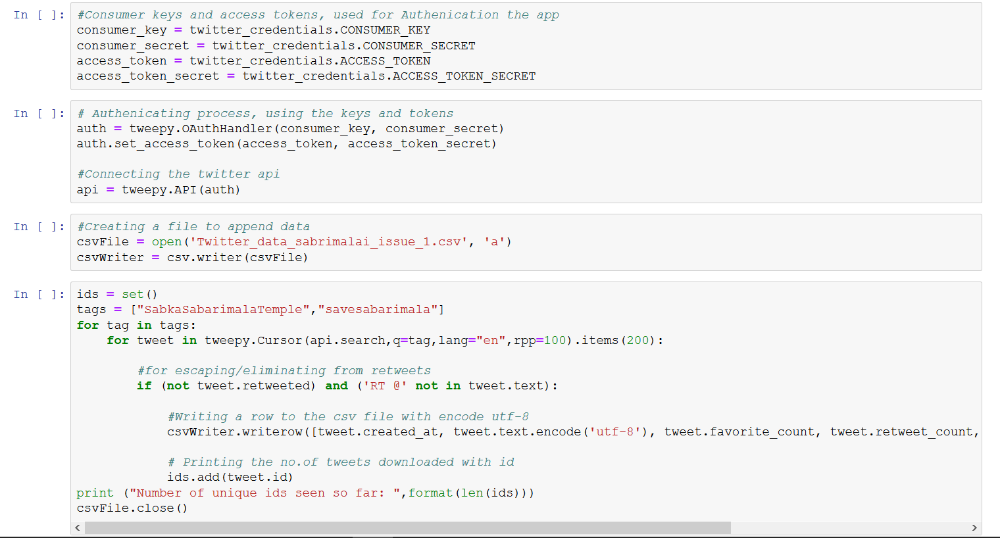 In [ ]: #Consumer keys and access tokens, used for Authenication the app
consumer_key = twitter_credentials.CONSUMER_KEY
consumer_secret = twitter_credentials.CONSUMER_SECRET
access_token = twitter_credentials.ACCESS_TOKEN
access_token_secret = twitter_credentials.ACCESS_TOKEN_SECRET
In [ ]: # Authenicating process, using the keys and tokens
auth = tweepy.OAuthHandler(consumer_key, consumer_secret)
auth.set_access_token(access_token, access_token_secret)
#Connecting the twitter api
api = tweepy.API(auth)
In [ ]: #Creating a file to append data
csvFile = open('Twitter_data_sabrimalai_issue_1.csv', 'a')
csvWriter = csv.writer(csvFile)
In [ ]: ids = set()
tags = ["SabkaSabarimalaTemple","savesabarimala"]
for tag in tags:
    for tweet in tweepy.Cursor(api.search,q=tag,lang="en",rpp=100).items(200):
        #for escaping/eliminating from retweets
        if (not tweet.retweeted) and ('RT @' not in tweet.text):
            #Writing a row to the csv file with encode utf-8
            csvWriter.writerow([tweet.created_at, tweet.text.encode('utf-8'), tweet.favorite_count, tweet.retweet_count,
            # Printing the no.of tweets downloaded with id
            ids.add(tweet.id)
print ("Number of unique ids seen so far: ",format(len(ids)))
csvFile.close()